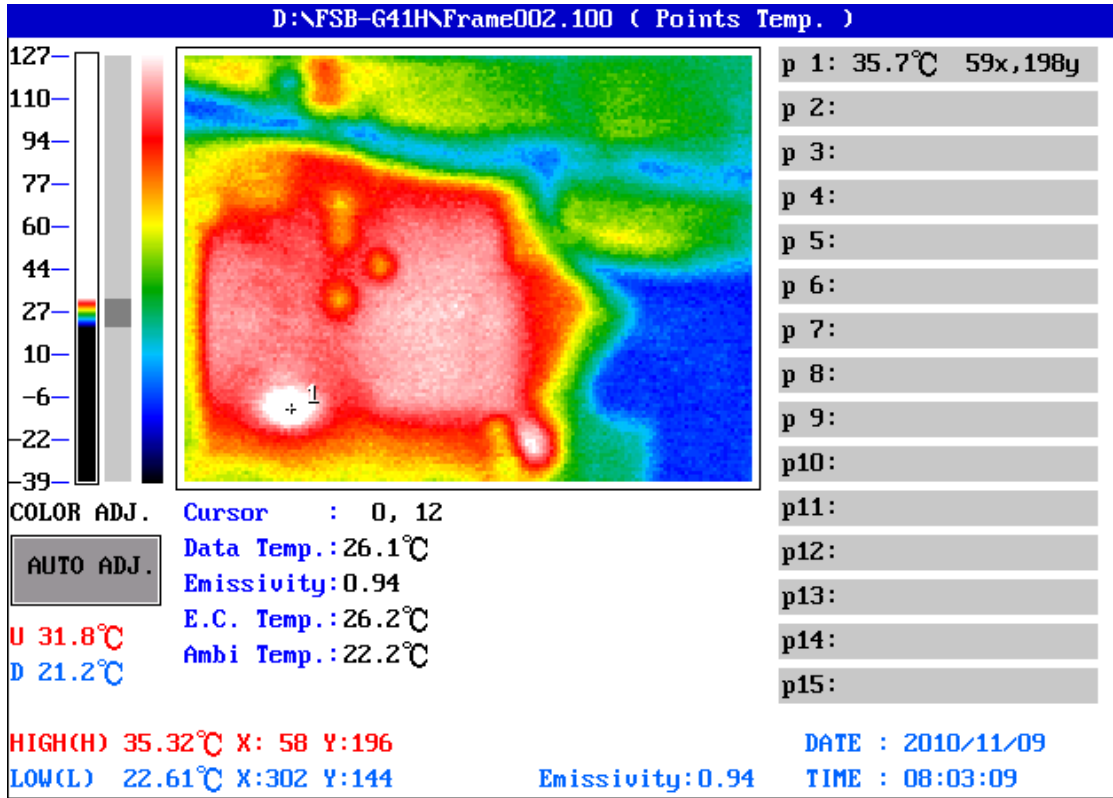 D:\FSB-G41H\Frame002.100 ( Points Temp. )
127
110
94
77
60
44
27
10
-6
-22
-39
1
COLOR ADJ.
AUTO ADJ.
U 31.8℃
D 21.2℃
Cursor : 0, 12
Data Temp.:26.1℃
Emissivity:0.94
E.C. Temp.:26.2℃
Ambi Temp.:22.2℃
p 1: 35.7℃ 59x,198y
p 2:
p 3:
p 4:
p 5:
p 6:
p 7:
p 8:
p 9:
p10:
p11:
p12:
p13:
p14:
p15:
HIGH(H) 35.32℃ X: 58 Y:196
LOW(L) 22.61℃ X:302 Y:144
Emissivity:0.94
DATE : 2010/11/09
TIME : 08:03:09